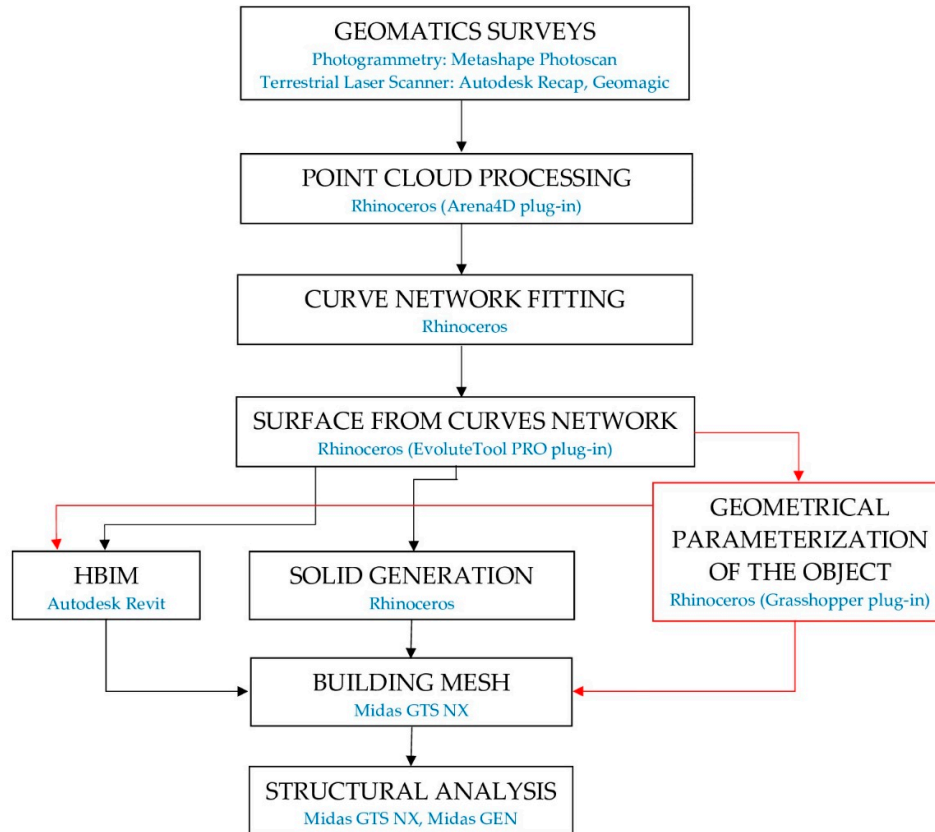 GEOMATICS SURVEYS
Photogrammetry: Metashape Photoscan
Terrestrial Laser Scanner: Autodesk Recap, Geomagic
POINT CLOUD PROCESSING
Rhinoceros (Arena4D plug-in)
CURVE NETWORK FITTING
Rhinoceros
SURFACE FROM CURVES NETWORK
Rhinoceros (EvoluteTool PRO plug-in)
GEOMETRICAL
PARAMETERIZATION
OF THE OBJECT
Rhinoceros (Grasshopper plug-in)
HBIM
Autodesk Revit
SOLID GENERATION
Rhinoceros
BUILDING MESH
Midas GTS NX
STRUCTURAL ANALYSIS
Midas GTS NX, Midas GEN